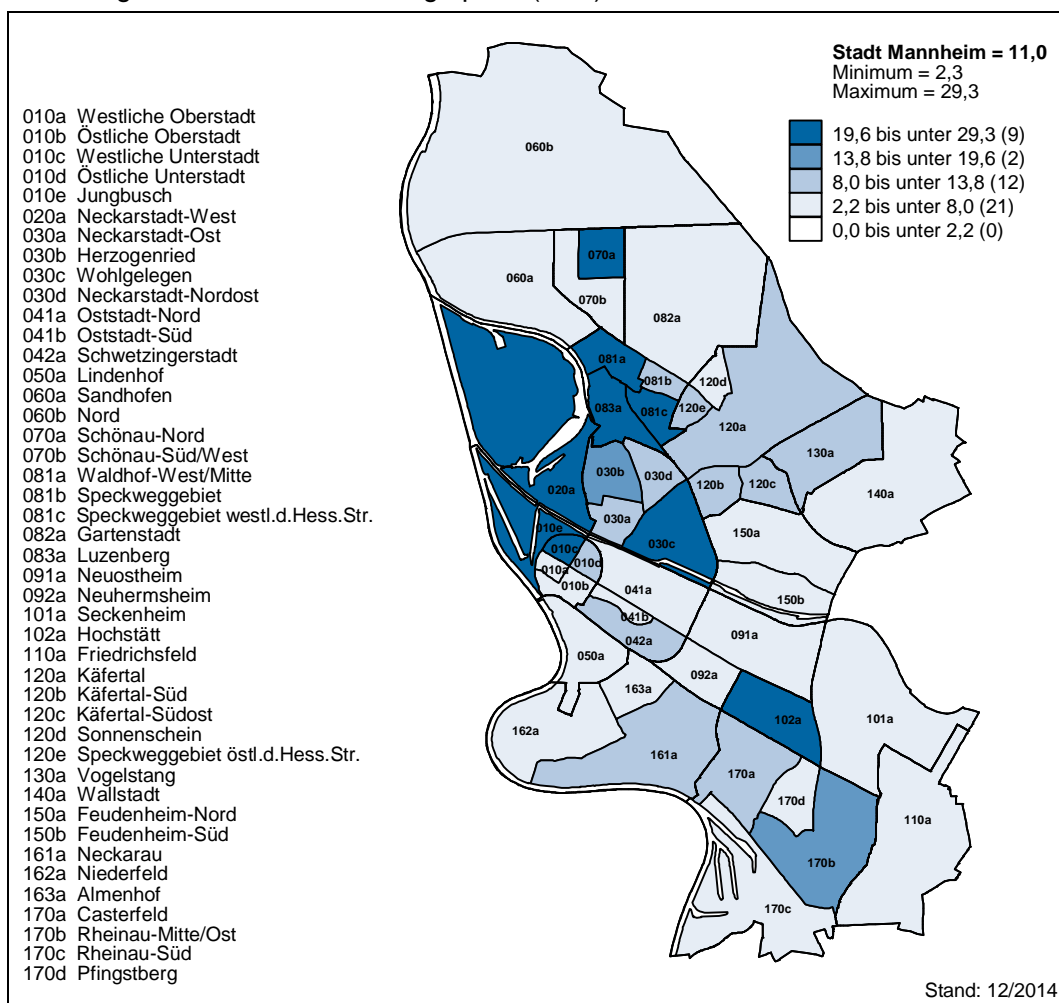 Stadt Mannheim = 11,0
Minimum = 2,3
Maximum = 29,3
19,6 bis unter 29,3 (9)
13,8 bis unter 19,6 (2)
8,0 bis unter 13,8 (12)
2,2 bis unter 8,0 (21)
0,0 bis unter 2,2 (0)
010a Westliche Oberstadt
010b Östliche Oberstadt
010c Westliche Unterstadt
010d Östliche Unterstadt
010e Jungbusch
020a Neckarstadt-West
030a Neckarstadt-Ost
030b Herzogenried
030c Wohlgelegen
030d Neckarstadt-Nordost
041a Oststadt-Nord
041b Oststadt-Süd
042a Schwetzingerstadt
050a Lindenhof
060a Sandhofen
060b Nord
070a Schönau-Nord
070b Schönau-Süd/West
081a Waldhof-West/Mitte
081b Speckweggebiet
081c Speckweggebiet westl.d.Hess.Str.
082a Gartenstadt
083a Luzenberg
091a Neuostheim
092a Neuhermsheim
101a Seckenheim
102a Hochstätt
110a Friedrichsfeld
120a Käfertal
120b Käfertal-Süd
120c Käfertal-Südost
120d Sonnenschein
120e Speckweggebiet östl.d.Hess.Str.
130a Vogelstang
140a Wallstadt
150a Feudenheim-Nord
150b Feudenheim-Süd
161a Neckarau
162a Niederfeld
163a Almenhof
170a Casterfeld
170b Rheinau-Mitte/Ost
170c Rheinau-Süd
170d Pfingstberg
060b
070a
060a
070b
082a
081a
081b
120d
083a
081c
120e
120a
130a
030b
030d
120b
120c
140a
020a
030a
010e
030c
150a
010c
010d
010a
010b
041a
150b
041b
042a
091a
050a
092a
163a
102a
101a
162a
161a
170a
170d
110a
170b
170c
Stand: 12/2014